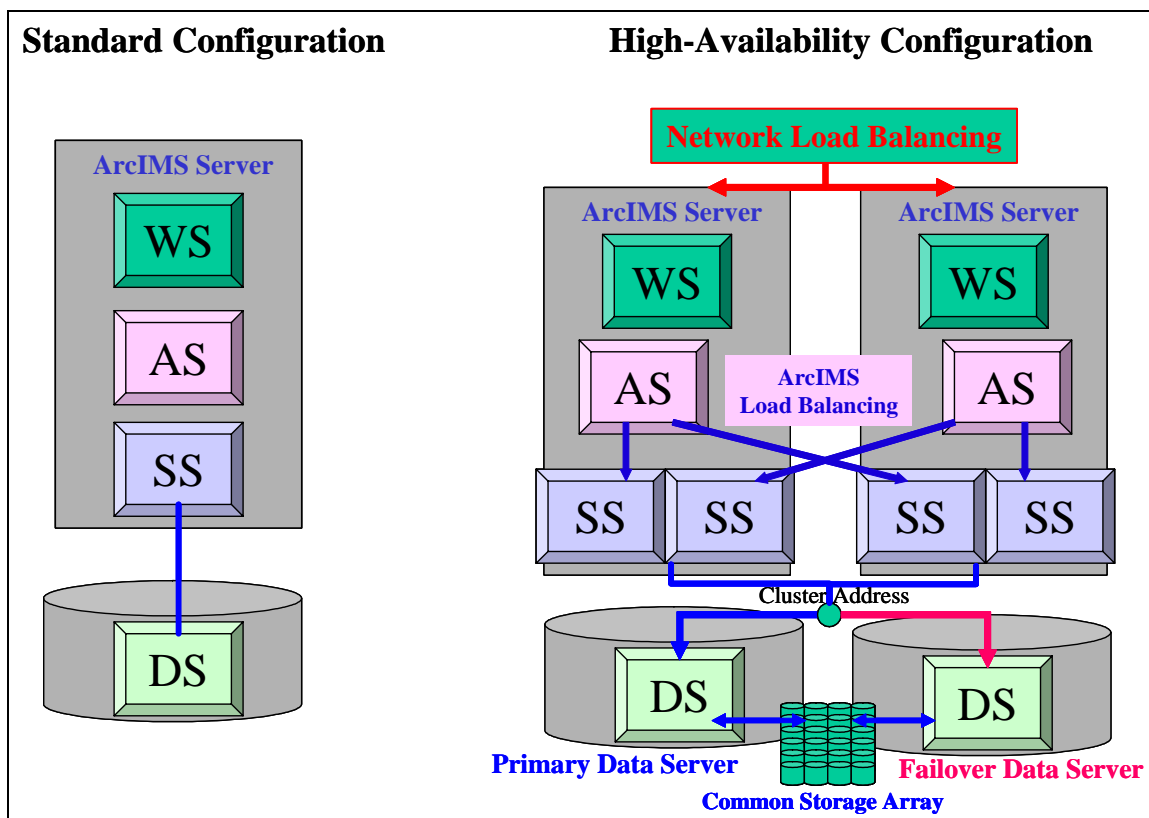 Standard Configuration
High-Availability Configuration
ArcIMS Server
WS
AS
SS
DS
Network Load Balancing
ArcIMS Server
ArcIMS Server
WS
WS
AS
ArcIMS
Load Balancing
AS
SS
SS
SS
SS
Cluster Address
DS
DS
Primary Data Server
Failover Data Server
Common Storage Array